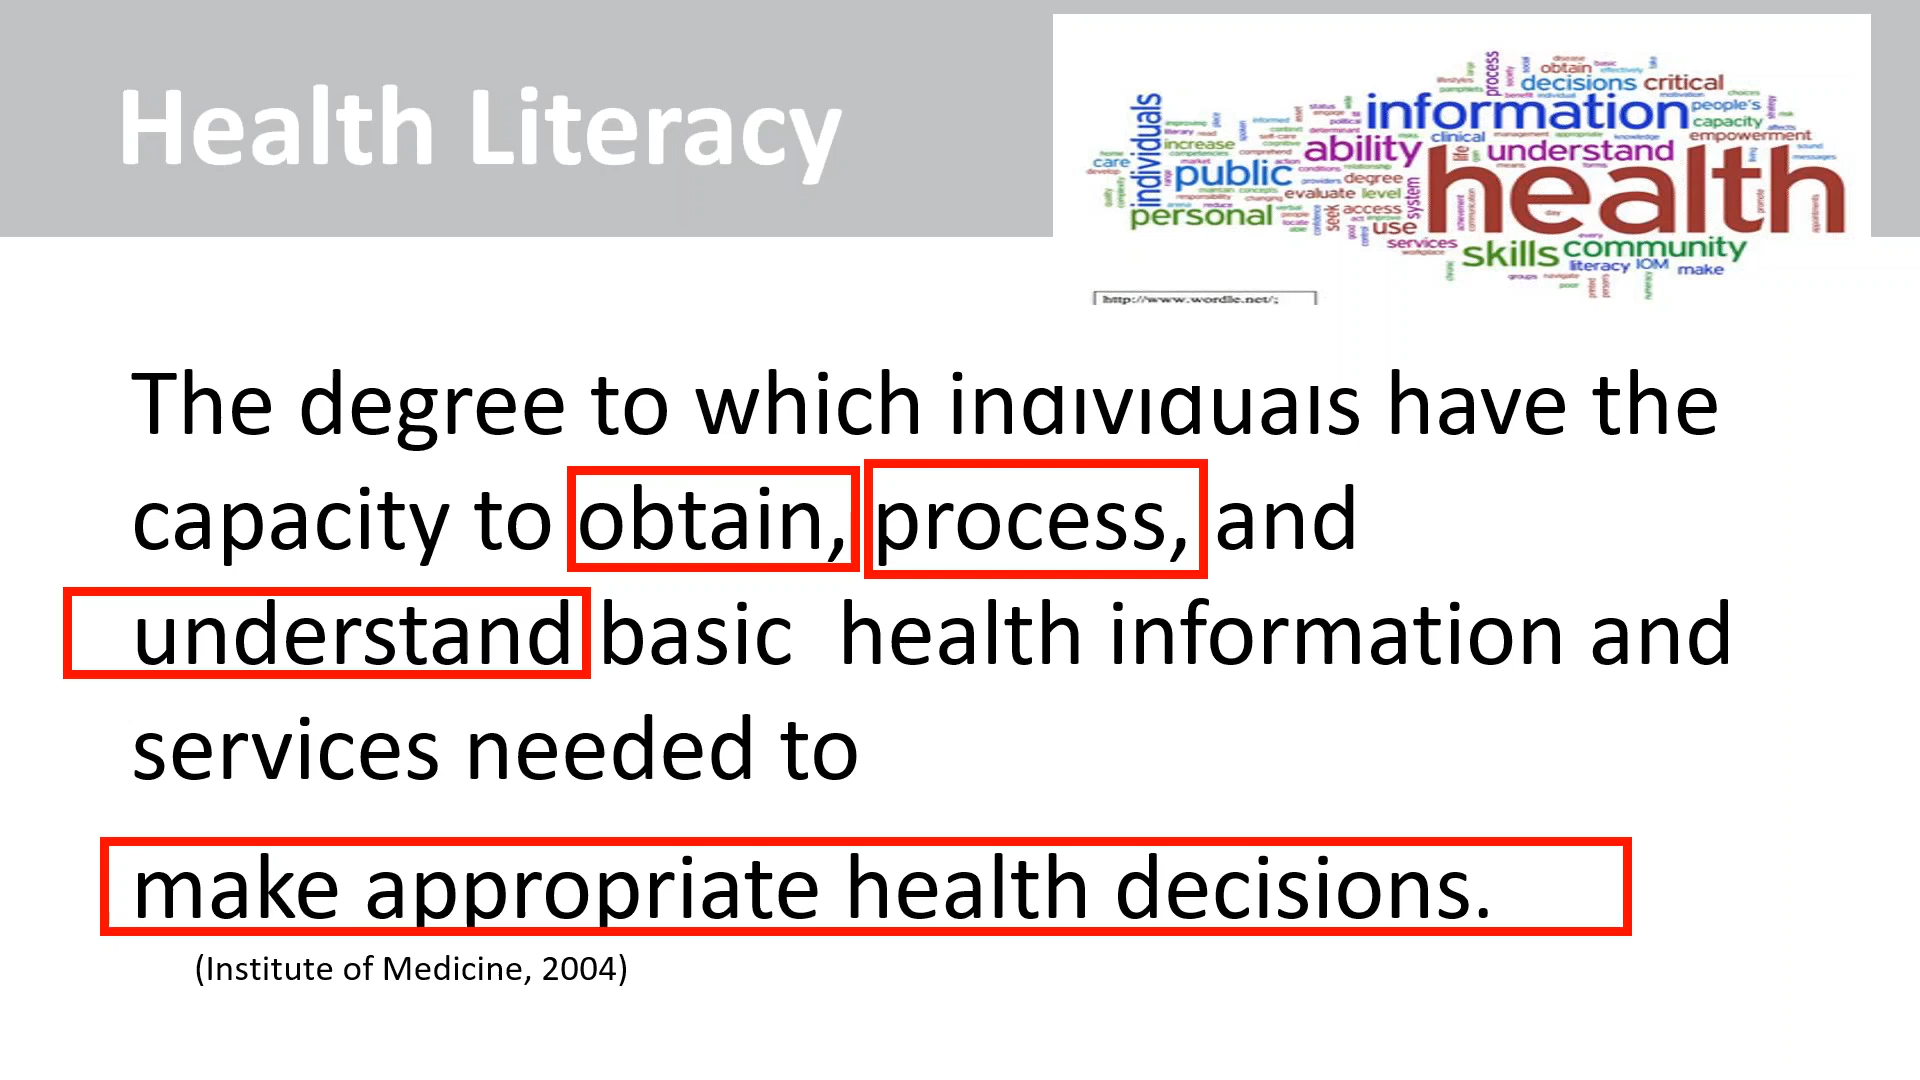 Health Literacy
process
obtain
decisions critical
information people's
individuals
capacity
clinical
empowerment
increase
ability
understand
life
care
public
health
degree
evaluate level
system
personal
seek
access
use
services
skills community
literacy IOM make
http://www.wordle.net/;
The degree to which individuals have the
capacity to obtain, process, and
understand basic health information and
services needed to
make appropriate health decisions.
(Institute of Medicine, 2004)